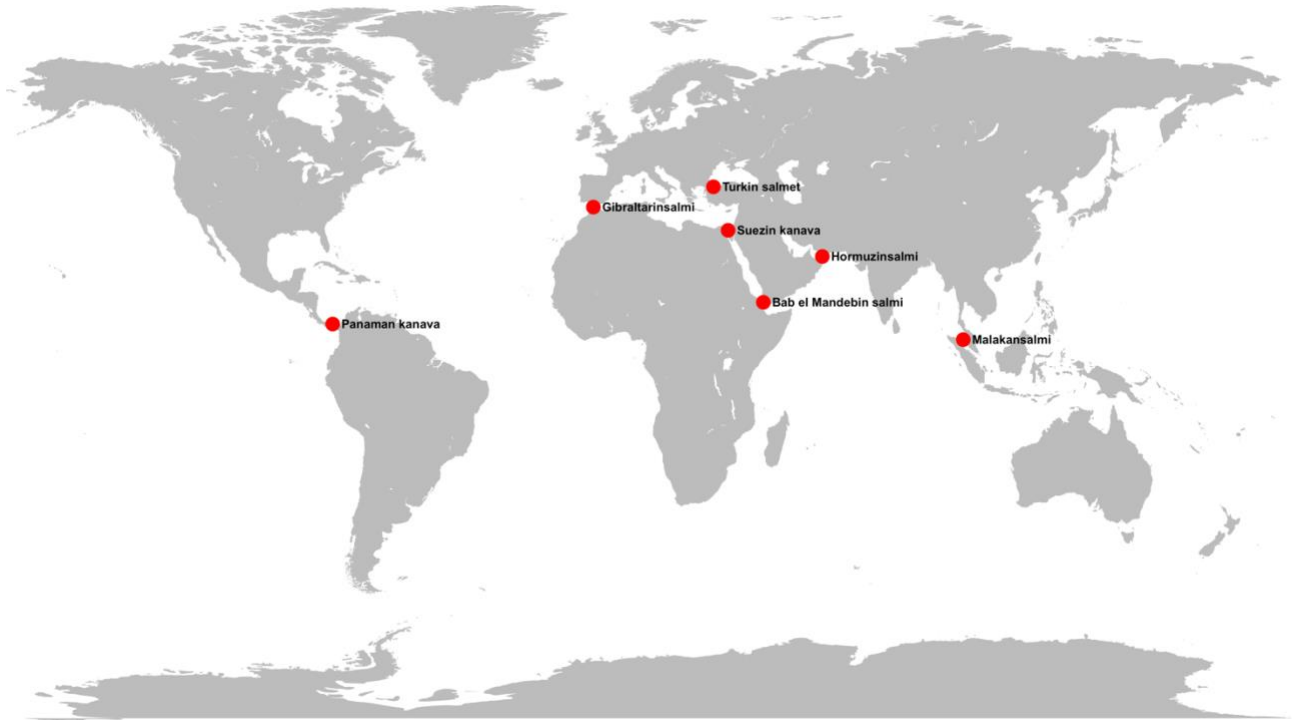 Turkin salmet
Gibraltarinsalmi
Suezin kanava
Hormuzinsalmi
Bab el Mandebin salmi
Panaman kanava
Malakansalmi